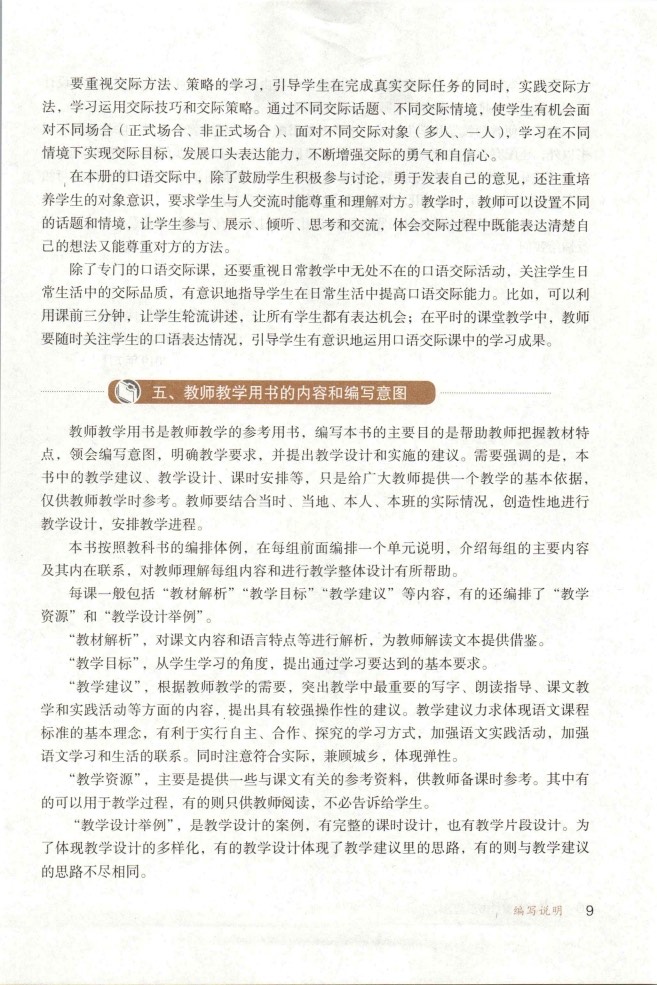 要重视交际方法、策略的学习，引导学生在完成真实交际任务的同时，实践交际方
法，学习运用交际技巧和交际策略。通过不同交际话题、不同交际情境，使学生有机会面
对不同场合（正式场合、非正式场合）、面对不同交际对象（多人、一人），学习在不同
情境下实现交际目标，发展口头表达能力，不断增强交际的勇气和自信心。
在本册的口语交际中，除了鼓励学生积极参与讨论，勇于发表自己的意见，还注重培
养学生的对象意识，要求学生与人交流时能尊重和理解对方。教学时，教师可以设置不同
的话题和情境，让学生参与、展示、倾听、思考和交流，体会交际过程中既能表达清楚自
己的想法又能尊重对方的方法。
除了专门的口语交际课，还要重视日常教学中无处不在的口语交际活动，关注学生日
常生活中的交际品质，有意识地指导学生在日常生活中提高口语交际能力。比如，可以利
用课前三分钟，让学生轮流讲述，让所有学生都有表达机会；在平时的课堂教学中，教师
要随时关注学生的口语表达情况，引导学生有意识地运用口语交际课中的学习成果。
五、教师教学用书的内容和编写意图
教师教学用书是教师教学的参考用书，编写本书的主要目的是帮助教师把握教材特
点，领会编写意图，明确教学要求，并提出教学设计和实施的建议。需要强调的是，本
书中的教学建议、教学设计、课时安排等，只是给广大教师提供一个教学的基本依据，
仅供教师教学时参考。教师要结合当时、当地、本人、本班的实际情况，创造性地进行
教学设计，安排教学进程。
本书按照教科书的编排体例，在每组前面编排一个单元说明，介绍每组的主要内容
及其内在联系，对教师理解每组内容和进行教学整体设计有所帮助。
每课一般包括“教材解析”“教学目标”“教学建议”等内容，有的还编排了“教学
资源”和“教学设计举例”。
“教材解析”，对课文内容和语言特点等进行解析，为教师解读文本提供借鉴。
“教学目标”，从学生学习的角度，提出通过学习要达到的基本要求。
“教学建议”，根据教师教学的需要，突出教学中最重要的写字、朗读指导、课文教
学和实践活动等方面的内容，提出具有较强操作性的建议。教学建议力求体现语文课程
标准的基本理念，有利于实行自主、合作、探究的学习方式，加强语文实践活动，加强
语文学习和生活的联系。同时注意符合实际，兼顾城乡，体现弹性。
“教学资源”，主要是提供一些与课文有关的参考资料，供教师备课时参考。其中有
的可以用于教学过程，有的则只供教师阅读，不必告诉给学生。
“教学设计举例”，是教学设计的案例，有完整的课时设计，也有教学片段设计。为
了体现教学设计的多样化，有的教学设计体现了教学建议里的思路，有的则与教学建议
的思路不尽相同。
编写说明 9